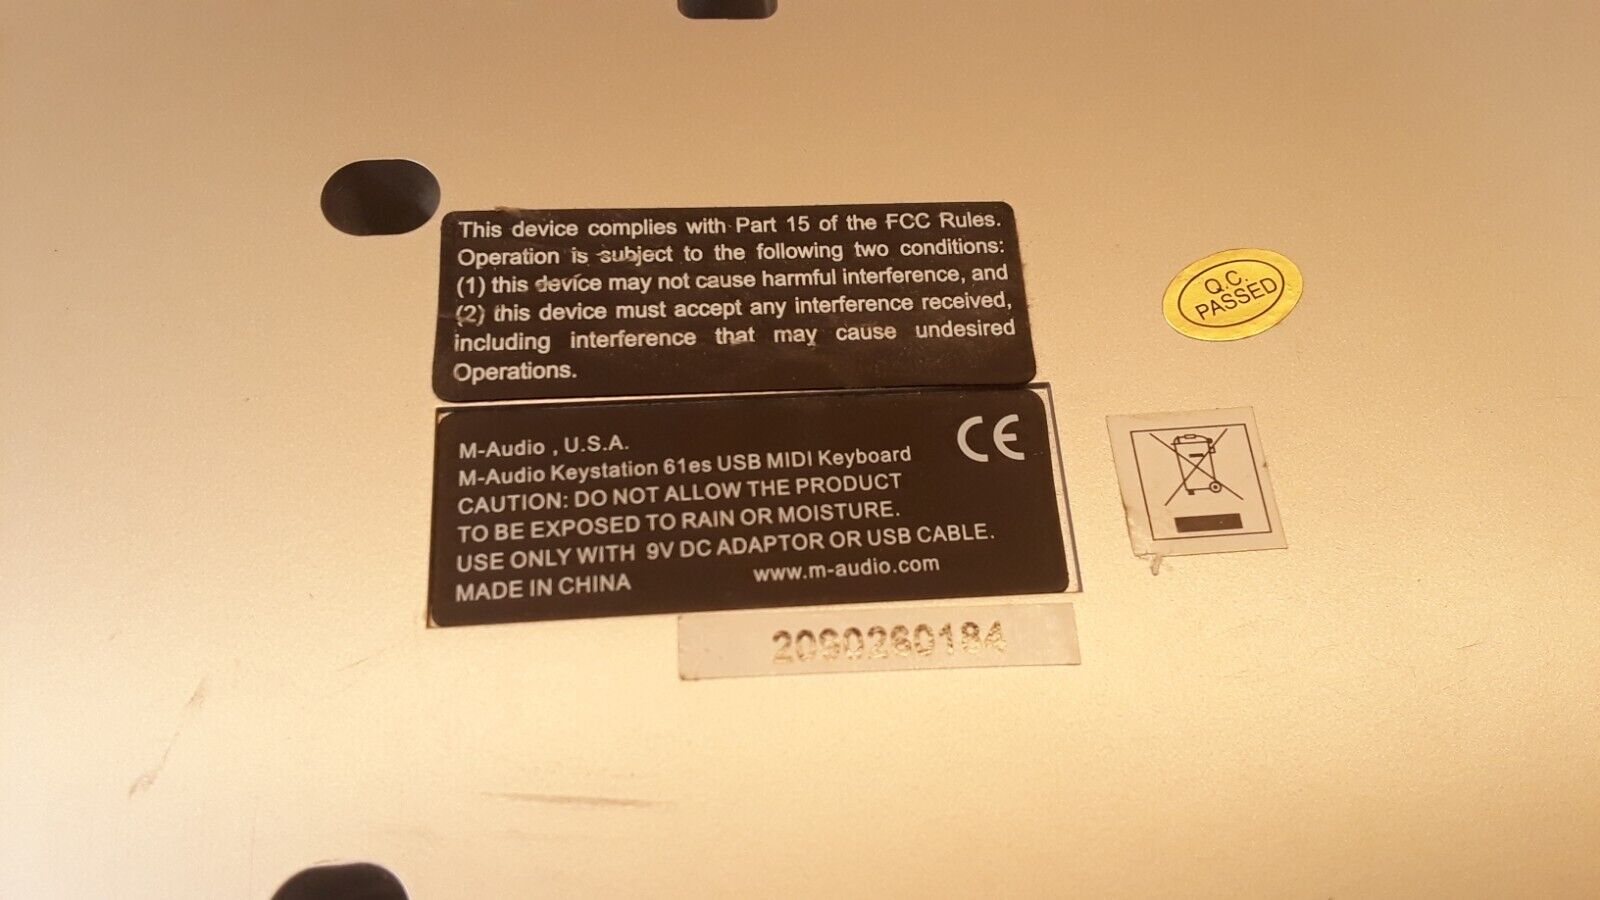 This device complies with Part 15 of the FCC Rules.
Operation is subject to the following two conditions:
(1) this device may not cause harmful interference, and
(2) this device must accept any interference received,
including interference that may cause undesired
Operations.
Q.C.
PASSED
M-Audio , U.S.A.
M-Audio Keystation 61es USB MIDI Keyboard
CAUTION: DO NOT ALLOW THE PRODUCT
TO BE EXPOSED TO RAIN OR MOISTURE.
USE ONLY WITH 9V DC ADAPTOR OR USB CABLE.
MADE IN CHINA www.m-audio.com
CE
2090260184